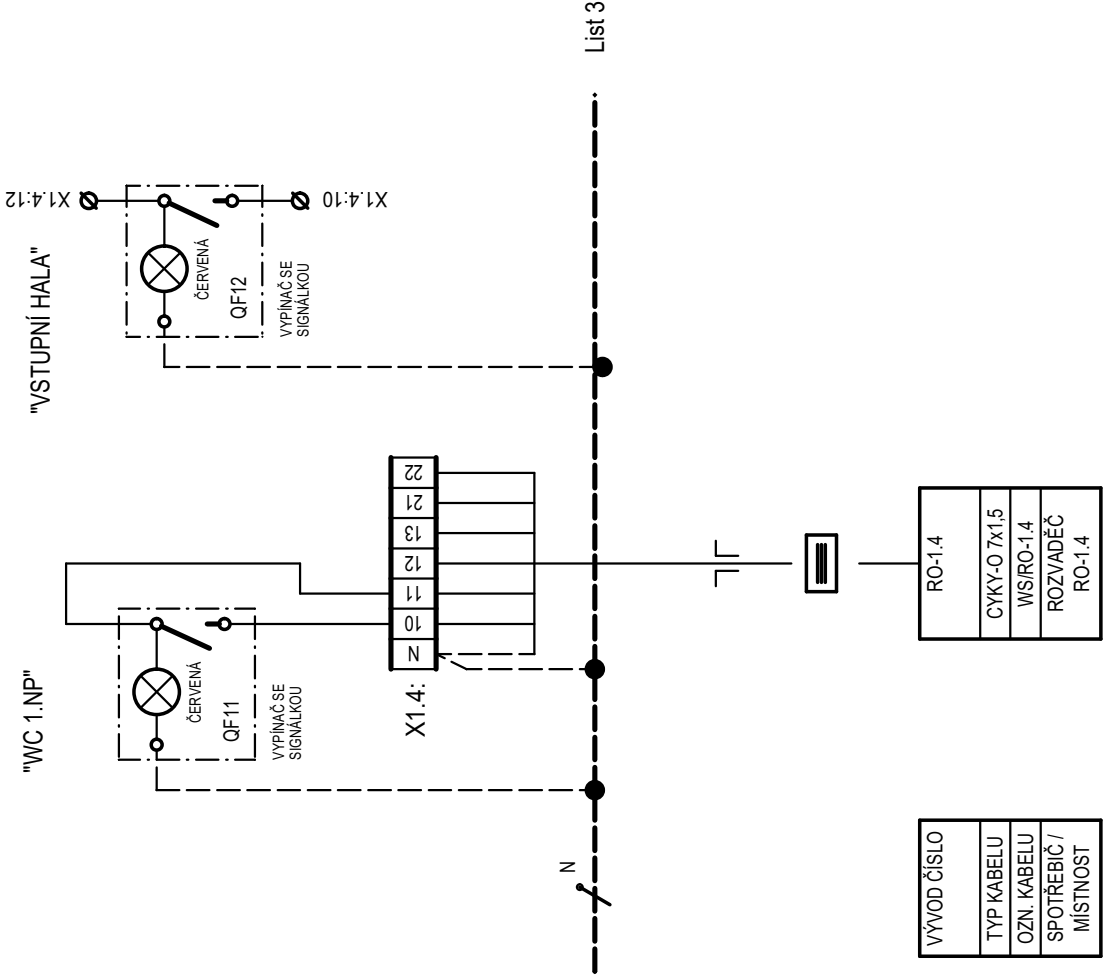 "WC 1.NP"
ČERVENÁ
QF11
VYPÍNAČ SE
SIGNÁLKOU
"VSTUPNÍ HALA"
X1.4:12
ČERVENÁ
QF12
VYPÍNAČ SE
SIGNÁLKOU
X1.4:10
X1.4:
N
10
11
12
13
21
22
N
List 3
VÝVOD ČÍSLO
TYP KABELU
OZN. KABELU
SPOTŘEBIČ /
MÍSTNOST
RO-1.4
CYKY-O 7x1,5
WS/RO-1.4
ROZVADĚČ
RO-1.4